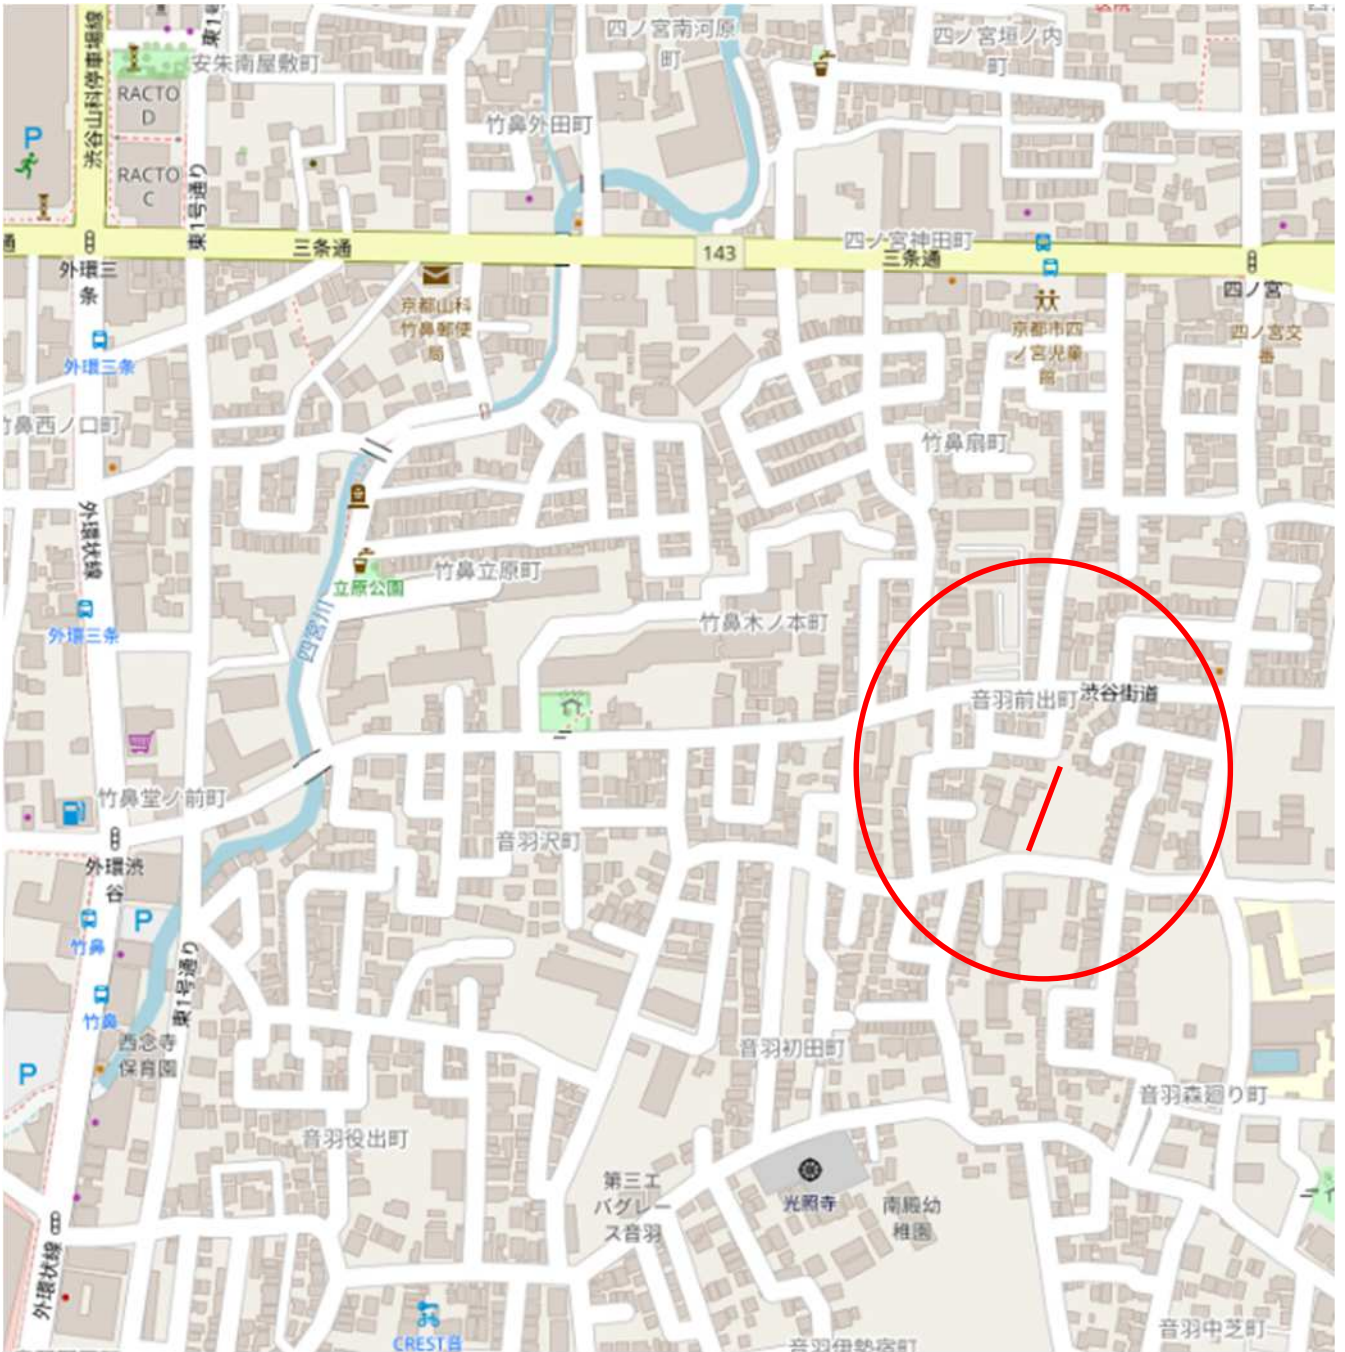 四ノ宮南河原
町
四ノ宮垣ノ内
町
安朱南屋敷町
渋谷山科停車場線
RACTO
D
RACTO
C
P
竹鼻外田町
東1号通り
三条通
143
四ノ宮神田町
三条通
外環三
条
四ノ宮
京都山科
竹鼻郵便
局
京都市四
ノ宮児童
館
四ノ宮交
番
外環三条
竹鼻西ノ口町
竹鼻扇町
外環状線
立原公園
竹鼻立原町
四宮川
外環三条
竹鼻木ノ本町
音羽前出町
渋谷街道
竹鼻堂ノ前町
音羽沢町
外環渋
谷
P
竹鼻
東1号通り
竹鼻
西念寺
保育園
P
音羽初田町
音羽森廻り町
音羽役出町
第三エ
バグレー
ス音羽
光照寺
南殿幼
稚園
外環状線
CREST音
音羽伊勢宿町
音羽中芝町